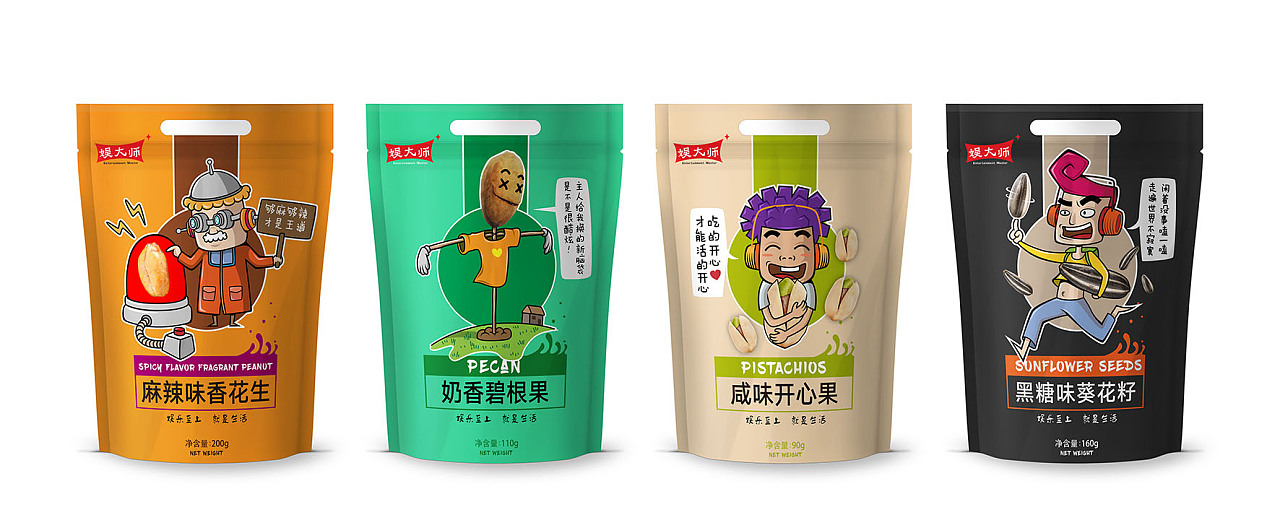 娱大师
Entertainment Master
够麻够辣
才是王道
SPICY FLAVOR FRAGRANT PEANUT
麻辣味香花生
娱乐至上 就是生活
净含量:200g
NET WEIGHT
娱大师
Entertainment Master
主人给我换的新脑袋
是不是很酷炫!
PECAN
奶香碧根果
娱乐至上 就是生活
净含量:110g
NET WEIGHT
娱大师
Entertainment Master
吃的开心
才能活的开心
PISTACHIOS
咸味开心果
娱乐至上 就是生活
净含量:90g
NET WEIGHT
娱大师
Entertainment Master
闲着没事嗑一嗑
走遍世界不寂寞
SUNFLOWER SEEDS
黑糖味葵花籽
娱乐至上 就是生活
净含量:160g
NET WEIGHT